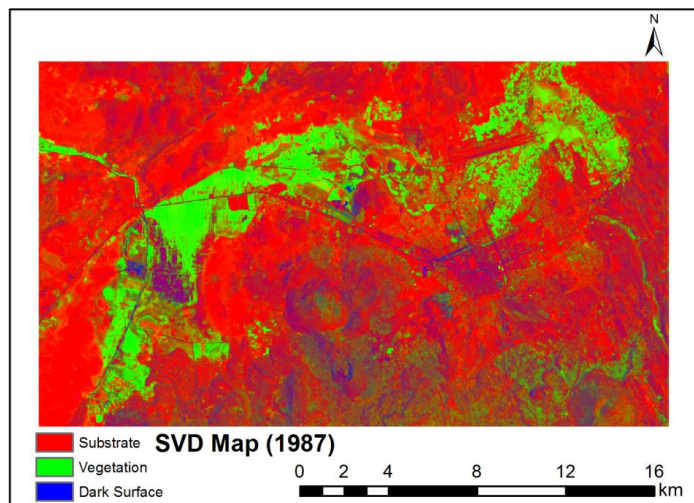 N
Substrate
SVD Map (1987)
Vegetation
Dark Surface
0 2 4 8 12 16
km